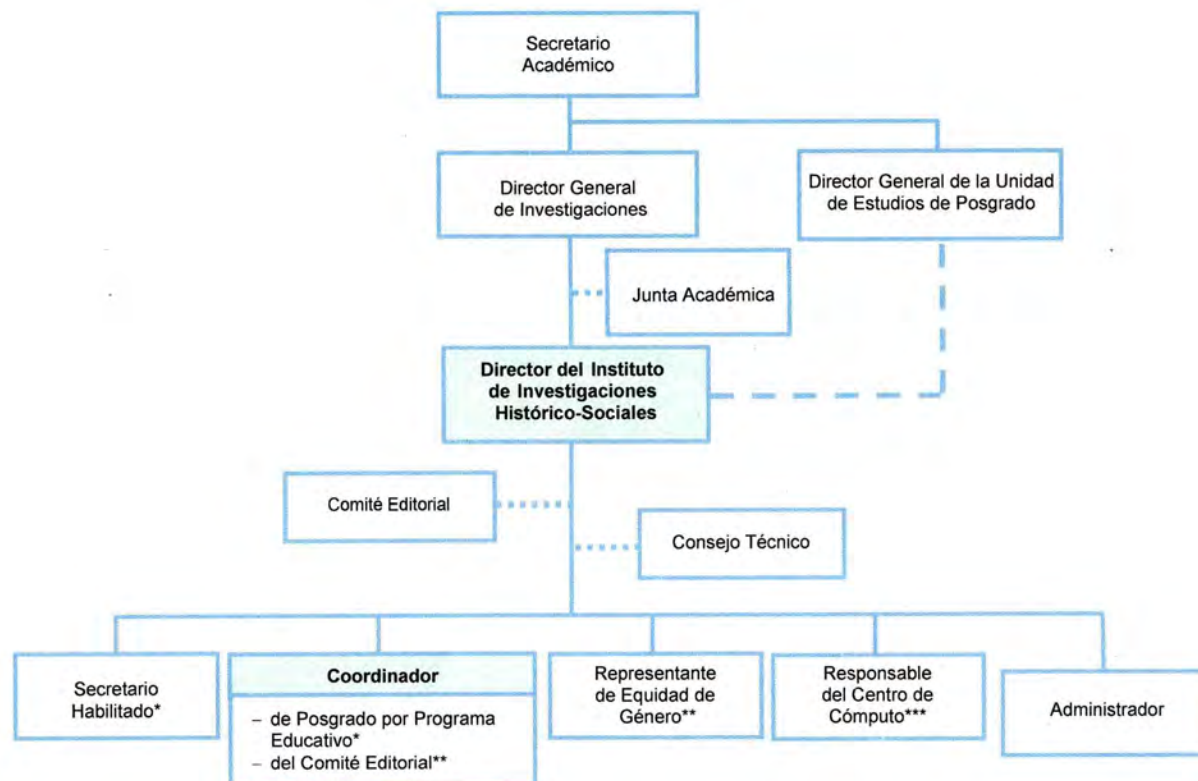 Secretario
Académico
Director General
de Investigaciones
Director General de la Unidad
de Estudios de Posgrado
Junta Académica
Director del Instituto
de Investigaciones
Histórico-Sociales
Comité Editorial
Consejo Técnico
Secretario
Habilitado*
Coordinador
– de Posgrado por Programa
Educativo*
– del Comité Editorial**
Representante
de Equidad de
Género**
Responsable
del Centro de
Cómputo***
Administrador